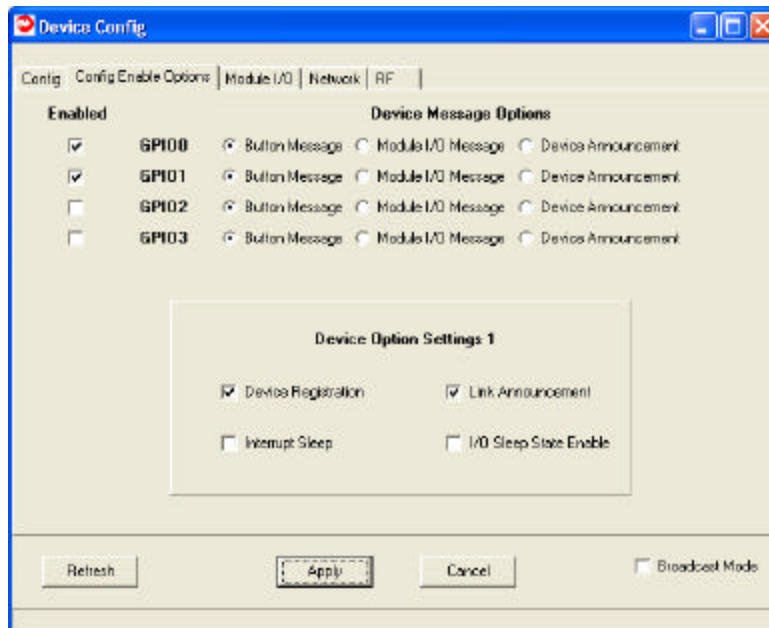 Device Config
Config Config Enable Options Module I/O Network RF
Enabled Device Message Options
GPIO0 Button Message Module I/O Message Device Announcement
GPIO1 Button Message Module I/O Message Device Announcement
GPIO2 Button Message Module I/O Message Device Announcement
GPIO3 Button Message Module I/O Message Device Announcement
Device Option Settings 1
Device Registration Link Announcement
Interrupt Sleep I/O Sleep State Enable
Refresh Apply Cancel Broadcast Mode